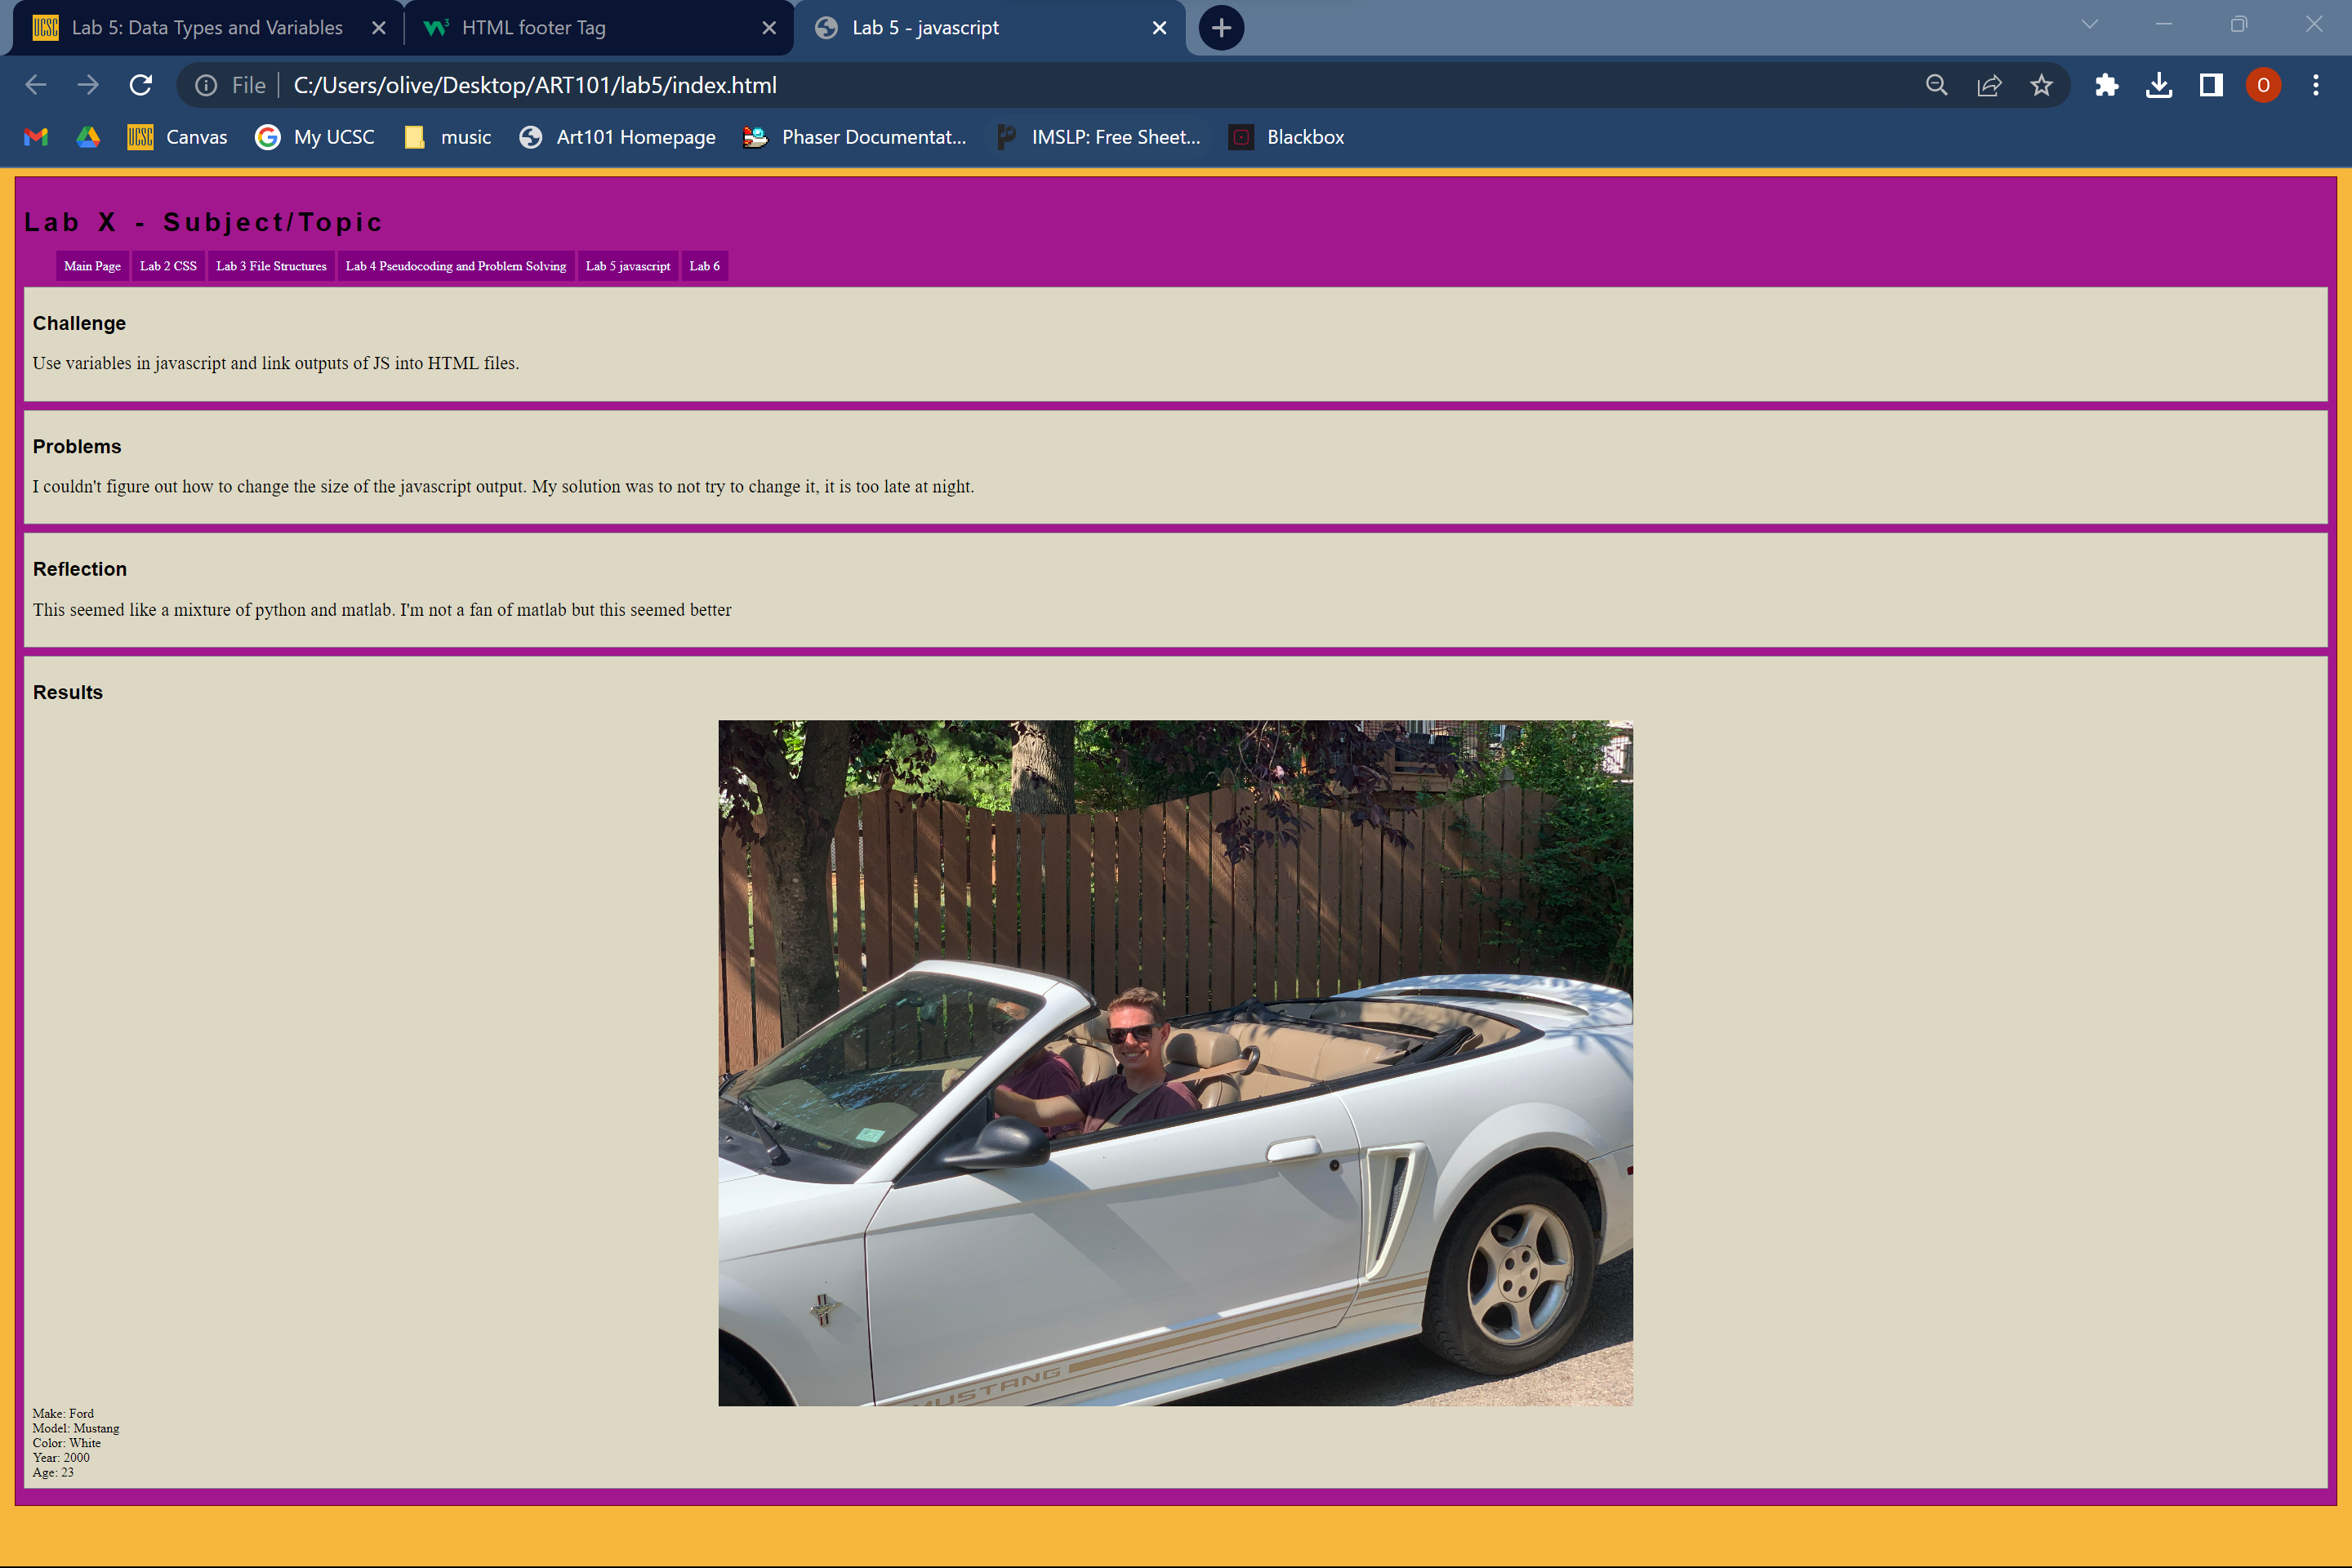 UCSC Lab 5: Data Types and Variables
W3 HTML footer Tag
Lab 5 - javascript
File C:/Users/olive/Desktop/ART101/lab5/index.html O
UCSC Canvas My UCSC music Art101 Homepage Phaser Documentat... IMSLP: Free Sheet... Blackbox
Lab X - Subject/Topic
Main Page Lab 2 CSS Lab 3 File Structures Lab 4 Pseudocoding and Problem Solving Lab 5 javascript Lab 6
Challenge
Use variables in javascript and link outputs of JS into HTML files.
Problems
I couldn't figure out how to change the size of the javascript output. My solution was to not try to change it, it is too late at night.
Reflection
This seemed like a mixture of python and matlab. I'm not a fan of matlab but this seemed better
Results
MUSTANG
Make: Ford
Model: Mustang
Color: White
Year: 2000
Age: 23